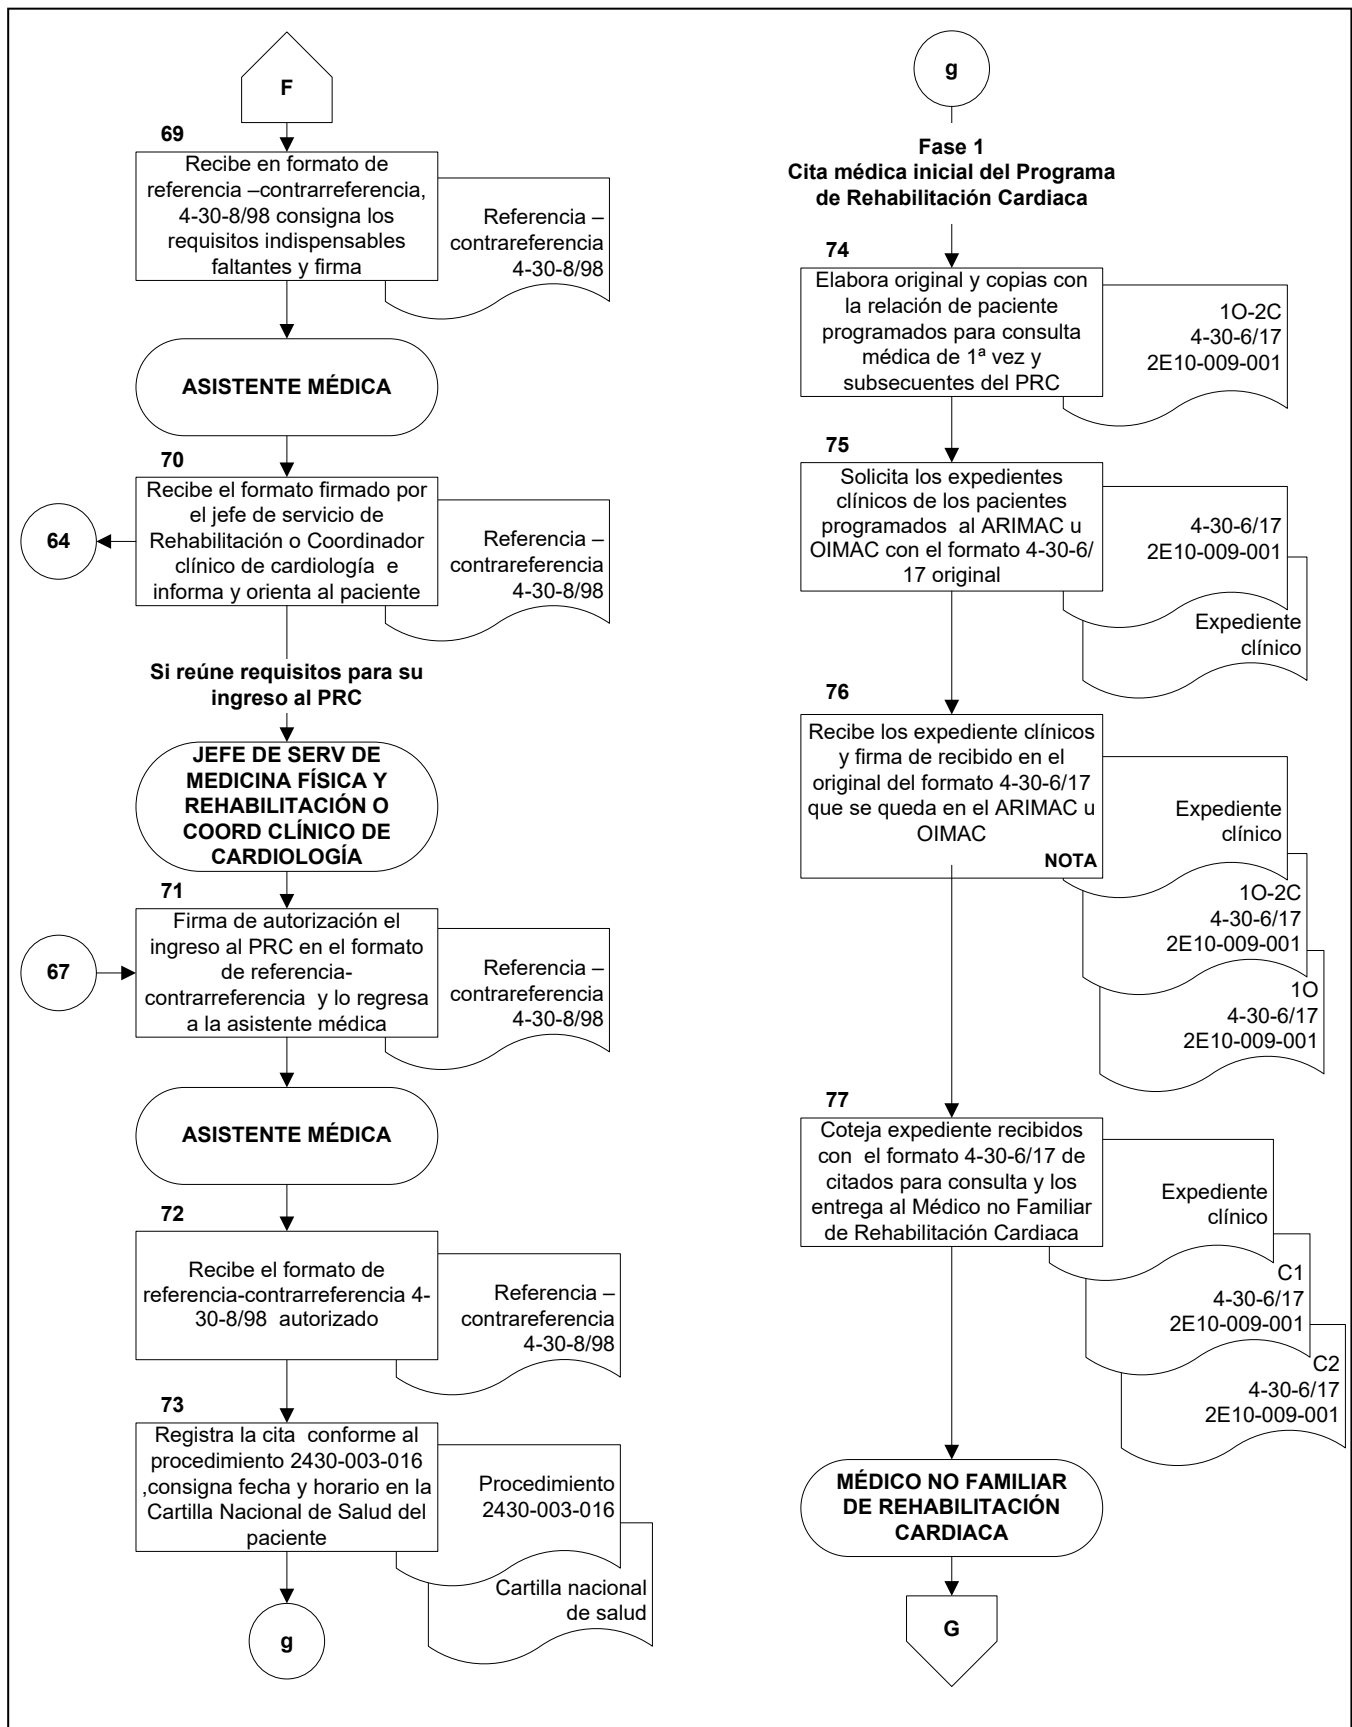 F
69
Recibe en formato de
referencia –contrarreferencia,
4-30-8/98 consigna los
requisitos indispensables
faltantes y firma
Referencia –
contrareferencia
4-30-8/98
ASISTENTE MÉDICA
70
Recibe el formato firmado por
el jefe de servicio de
Rehabilitación o Coordinador
clínico de cardiología e
informa y orienta al paciente
64
Referencia –
contrareferencia
4-30-8/98
Si reúne requisitos para su
ingreso al PRC
JEFE DE SERV DE
MEDICINA FÍSICA Y
REHABILITACIÓN O
COORD CLÍNICO DE
CARDIOLOGÍA
71
Firma de autorización el
ingreso al PRC en el formato
de referencia-
contrarreferencia y lo regresa
a la asistente médica
67
Referencia –
contrareferencia
4-30-8/98
ASISTENTE MÉDICA
72
Recibe el formato de
referencia-contrarreferencia 4-
30-8/98 autorizado
Referencia –
contrareferencia
4-30-8/98
73
Registra la cita conforme al
procedimiento 2430-003-016
,consigna fecha y horario en la
Cartilla Nacional de Salud del
paciente
Procedimiento
2430-003-016
Cartilla nacional
de salud
g
g
Fase 1
Cita médica inicial del Programa
de Rehabilitación Cardiaca
74
Elabora original y copias con
la relación de paciente
programados para consulta
médica de 1ª vez y
subsecuentes del PRC
1O-2C
4-30-6/17
2E10-009-001
75
Solicita los expedientes
clínicos de los pacientes
programados al ARIMAC u
OIMAC con el formato 4-30-6/
17 original
4-30-6/17
2E10-009-001
Expediente
clínico
76
Recibe los expediente clínicos
y firma de recibido en el
original del formato 4-30-6/17
que se queda en el ARIMAC u
OIMAC
NOTA
Expediente
clínico
1O-2C
4-30-6/17
2E10-009-001
1O
4-30-6/17
2E10-009-001
77
Coteja expediente recibidos
con el formato 4-30-6/17 de
citados para consulta y los
entrega al Médico no Familiar
de Rehabilitación Cardiaca
Expediente
clínico
C1
4-30-6/17
2E10-009-001
C2
4-30-6/17
2E10-009-001
MÉDICO NO FAMILIAR
DE REHABILITACIÓN
CARDIACA
G